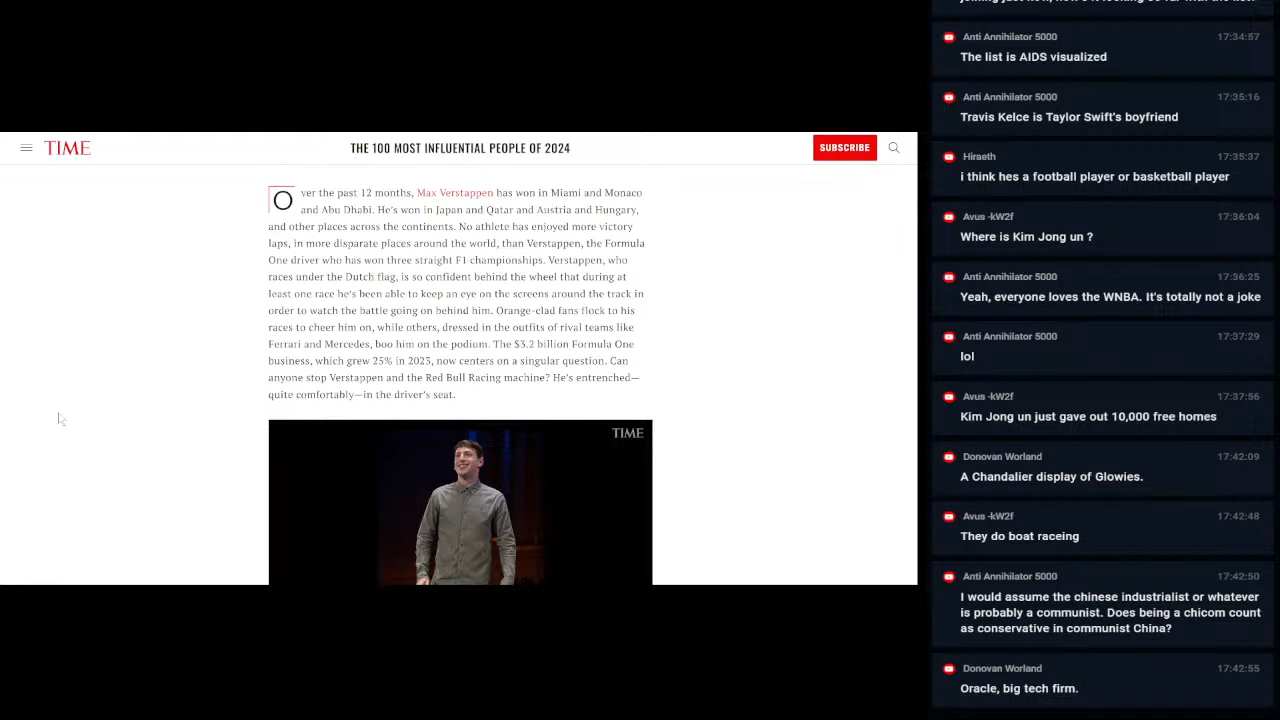 TIME
THE 100 MOST INFLUENTIAL PEOPLE OF 2024
SUBSCRIBE
Over the past 12 months, Max Verstappen has won in Miami and Monaco
and Abu Dhabi. He's won in Japan and Qatar and Austria and Hungary,
and other places across the continents. No athlete has enjoyed more victory
laps, in more disparate places around the world, than Verstappen, the Formula
One driver who has won three straight F1 championships. Verstappen, who
races under the Dutch flag, is so confident behind the wheel that during at
least one race he's been able to keep an eye on the screens around the track in
order to watch the battle going on behind him. Orange-clad fans flock to his
races to cheer him on, while others, dressed in the outfits of rival teams like
Ferrari and Mercedes, boo him on the podium. The $3.2 billion Formula One
business, which grew 25% in 2023, now centers on a singular question. Can
anyone stop Verstappen and the Red Bull Racing machine? He's entrenched—
quite comfortably—in the driver's seat.
TIME
Anti Annihilator 5000 17:34:57
The list is AIDS visualized
Anti Annihilator 5000 17:35:16
Travis Kelce is Taylor Swift's boyfriend
Hiraeth 17:35:37
i think hes a football player or basketball player
Avus -kW2f 17:36:04
Where is Kim Jong un ?
Anti Annihilator 5000 17:36:25
Yeah, everyone loves the WNBA. It's totally not a joke
Anti Annihilator 5000 17:37:29
lol
Avus -kW2f 17:37:56
Kim Jong un just gave out 10,000 free homes
Donovan Worland 17:42:09
A Chandalier display of Glowies.
Avus -kW2f 17:42:48
They do boat raceing
Anti Annihilator 5000 17:42:50
I would assume the chinese industrialist or whatever
is probably a communist. Does being a chicom count
as conservative in communist China?
Donovan Worland 17:42:55
Oracle, big tech firm.